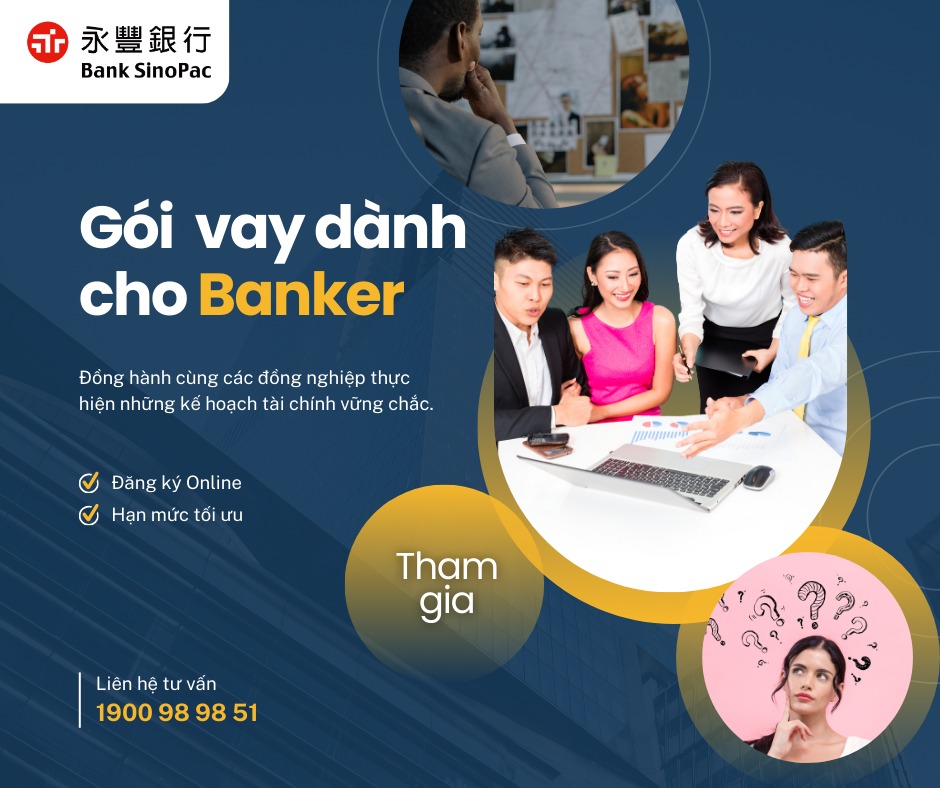 永豐銀行
Bank SinoPac
Gói vay dành
cho Banker
Đồng hành cùng các đồng nghiệp thực
hiện những kế hoạch tài chính vững chắc.
Đăng ký Online
Hạn mức tối ưu
Tham
gia
Liên hệ tư vấn
1900 98 98 51